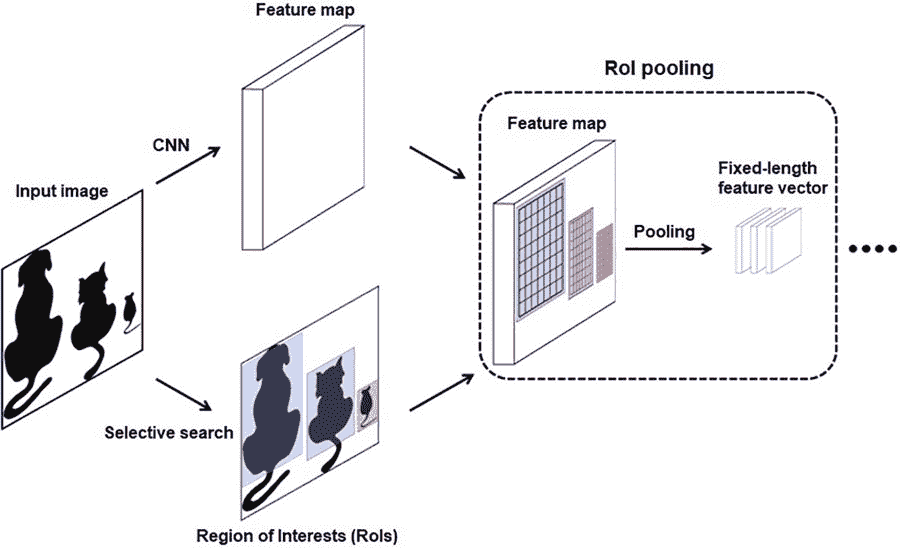 Feature map
CNN
Input image
Selective search
Region of Interests (RoIs)
RoI pooling
Feature map
Pooling
Fixed-length
feature vector